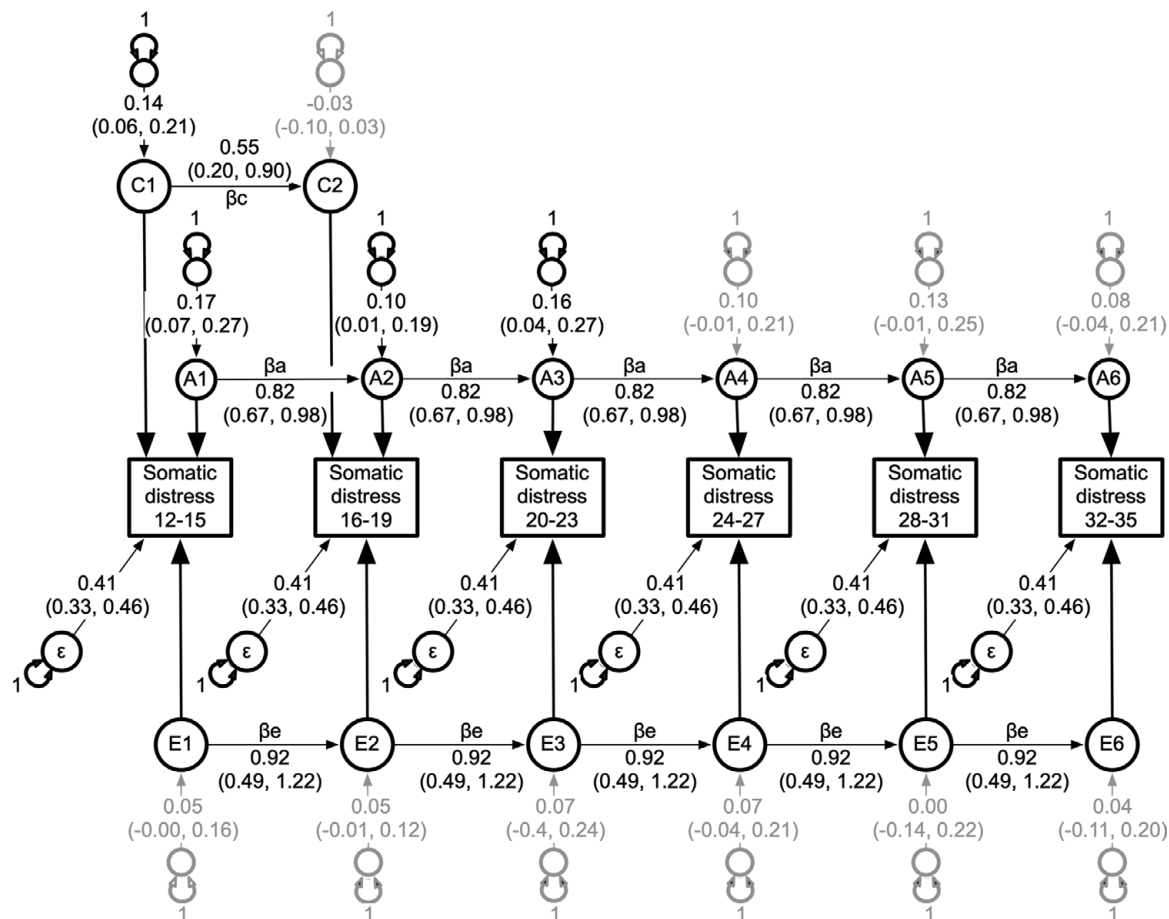 1 1
0.14 -0.03
(0.06, 0.21) (-0.10, 0.03)
0.55
(0.20, 0.90)
C1 C2
βc
1 1 1 1 1 1
0.17 0.10 0.16 0.10 0.13 0.08
(0.07, 0.27) (0.01, 0.19) (0.04, 0.27) (-0.01, 0.21) (-0.01, 0.25) (-0.04, 0.21)
βa βa βa βa βa
A1 A2 A3 A4 A5 A6
0.82 0.82 0.82 0.82 0.82
(0.67, 0.98) (0.67, 0.98) (0.67, 0.98) (0.67, 0.98) (0.67, 0.98)
Somatic Somatic Somatic Somatic Somatic Somatic
distress distress distress distress distress distress
12-15 16-19 20-23 24-27 28-31 32-35
0.41 0.41 0.41 0.41 0.41 0.41
(0.33, 0.46) (0.33, 0.46) (0.33, 0.46) (0.33, 0.46) (0.33, 0.46) (0.33, 0.46)
ε ε ε ε ε ε
1 1 1 1 1 1
βe βe βe βe βe
E1 E2 E3 E4 E5 E6
0.92 0.92 0.92 0.92 0.92
(0.49, 1.22) (0.49, 1.22) (0.49, 1.22) (0.49, 1.22) (0.49, 1.22)
0.05 0.05 0.07 0.07 0.00 0.04
(-0.00, 0.16) (-0.01, 0.12) (-0.4, 0.24) (-0.04, 0.21) (-0.14, 0.22) (-0.11, 0.20)
1 1 1 1 1 1